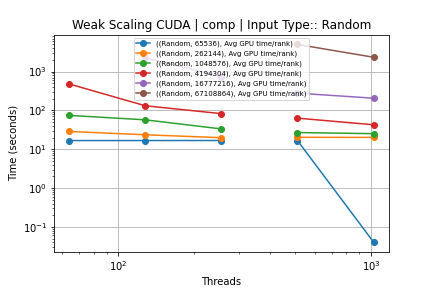 Weak Scaling CUDA | comp | Input Type:: Random
((Random, 65536), Avg GPU time/rank)
((Random, 262144), Avg GPU time/rank)
((Random, 1048576), Avg GPU time/rank)
((Random, 4194304), Avg GPU time/rank)
((Random, 16777216), Avg GPU time/rank)
((Random, 67108864), Avg GPU time/rank)
Time (seconds)
10³
10²
10¹
10⁰
10⁻¹
10²
10³
Threads